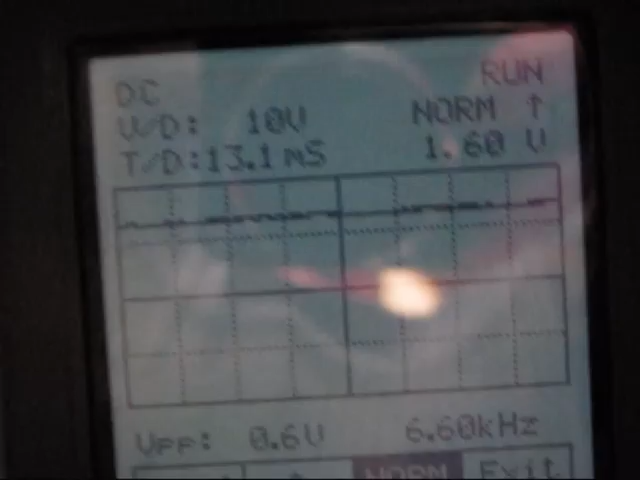 DC RUN
V/D: 10V NORM ↑
T/D:13.1mS 1.60 V
VPP: 0.6V 6.60kHz
NORM Exit